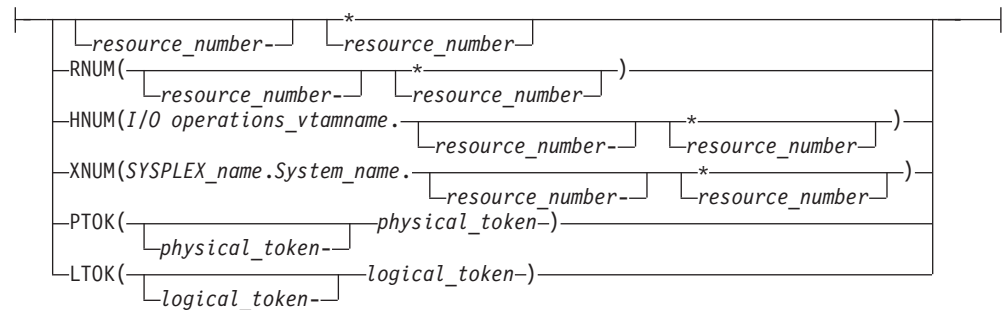 *
resource_number- resource_number
RNUM( * )
resource_number- resource_number
HNUM(I/O operations_vtamname. * )
resource_number- resource_number
XNUM(SYSPLEX_name.System_name. * )
resource_number- resource_number
PTOK( physical_token )
physical_token-
LTOK( logical_token )
logical_token-